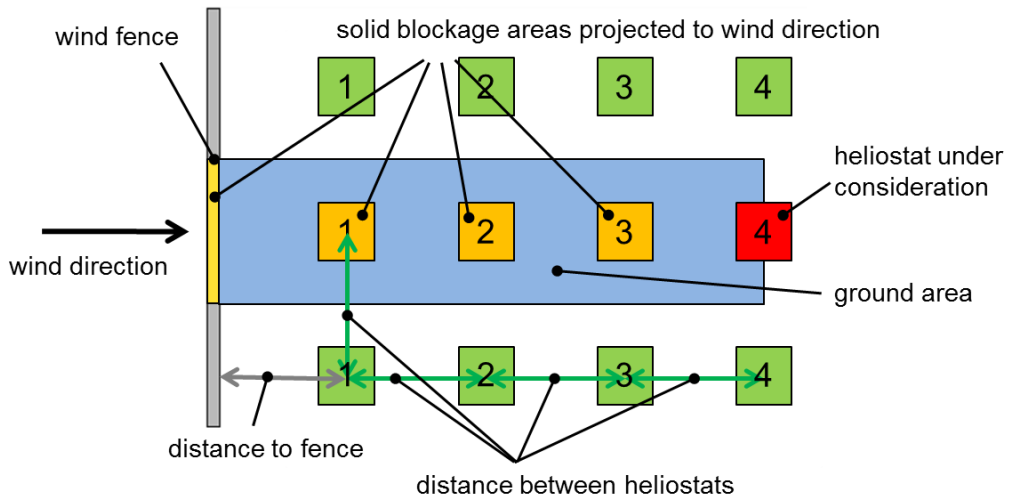 wind fence
solid blockage areas projected to wind direction
1 2 3 4
heliostat under
consideration
1 2 3 4
wind direction
ground area
1 2 3 4
distance to fence
distance between heliostats